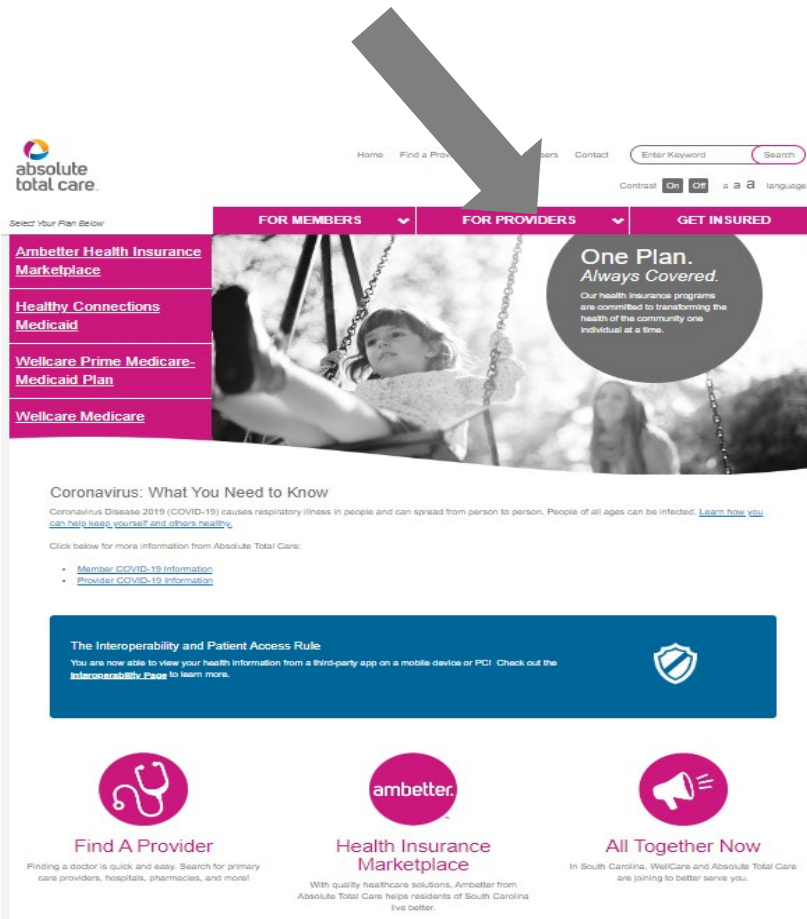 absolute
total care.
Home Find a Contact Enter Keyword Search
Contrast On Off a a a language
Select Your Plan Below
FOR MEMBERS FOR PROVIDERS GET INSURED
Ambetter Health Insurance
Marketplace
Healthy Connections
Medicaid
Wellcare Prime Medicare-
Medicaid Plan
Wellcare Medicare
One Plan.
Always Covered.
Our health insurance programs
are committed to transforming the
health of the community one
individual at a time.
Coronavirus: What You Need to Know
Coronavirus Disease 2019 (COVID-19) causes respiratory illness in people and can spread from person to person. People of all ages can be infected. Learn how you
can help keep yourself and others healthy.
Click below for more information from Absolute Total Care:
• Member COVID-19 Information
• Provider COVID-19 Information
The Interoperability and Patient Access Rule
You are now able to view your health information from a third-party app on a mobile device or PC! Check out the
Interoperability Page to learn more.
ambetter.
Find A Provider
Finding a doctor is quick and easy. Search for primary
care providers, hospitals, pharmacies, and more!
Health Insurance
Marketplace
With quality healthcare solutions, Ambetter from
Absolute Total Care helps residents of South Carolina
live better.
All Together Now
In South Carolina, WellCare and Absolute Total Care
are joining to better serve you.